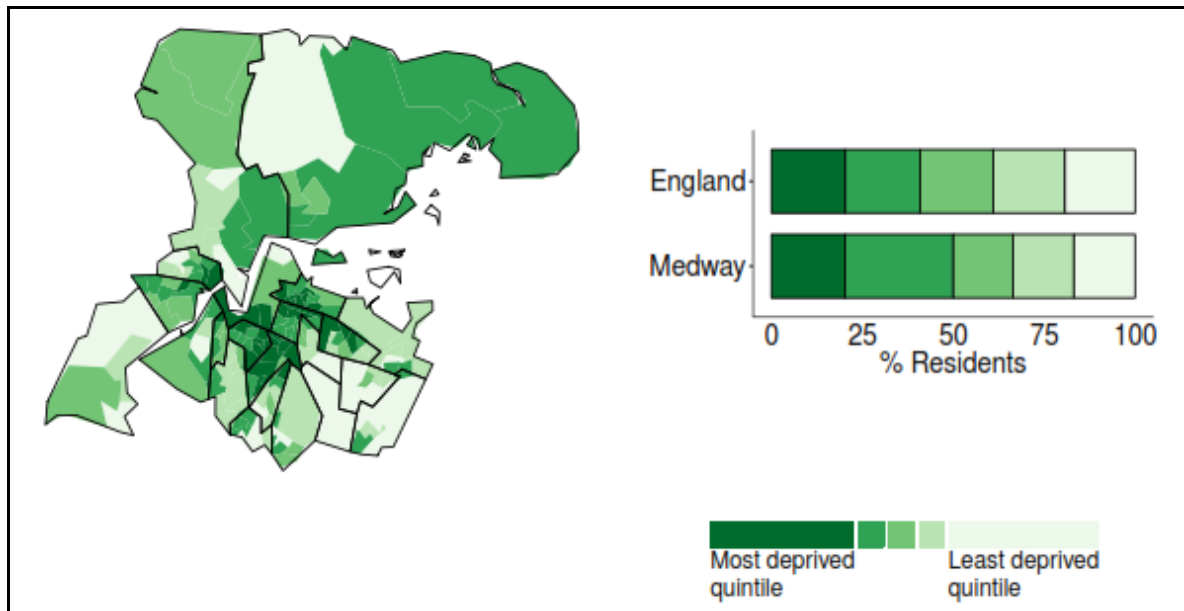 England
Medway
0 25 50 75 100
% Residents
Most deprived quintile
Least deprived quintile